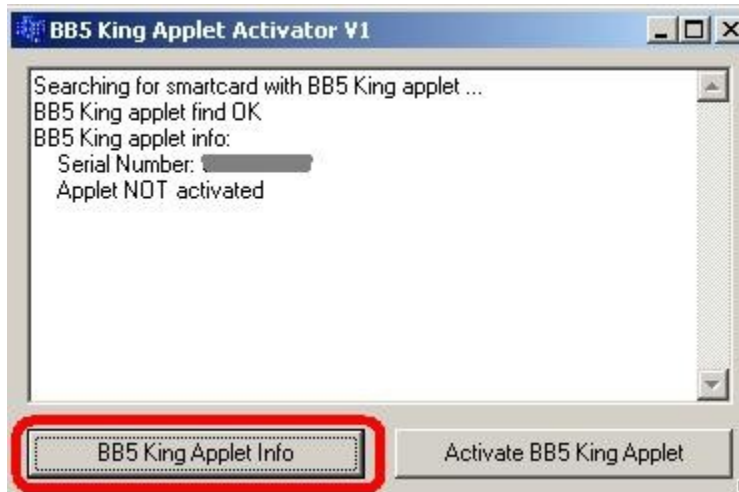 BB5 King Applet Activator V1
Searching for smartcard with BB5 King applet ...
BB5 King applet find OK
BB5 King applet info:
Serial Number:
Applet NOT activated
BB5 King Applet Info
Activate BB5 King Applet